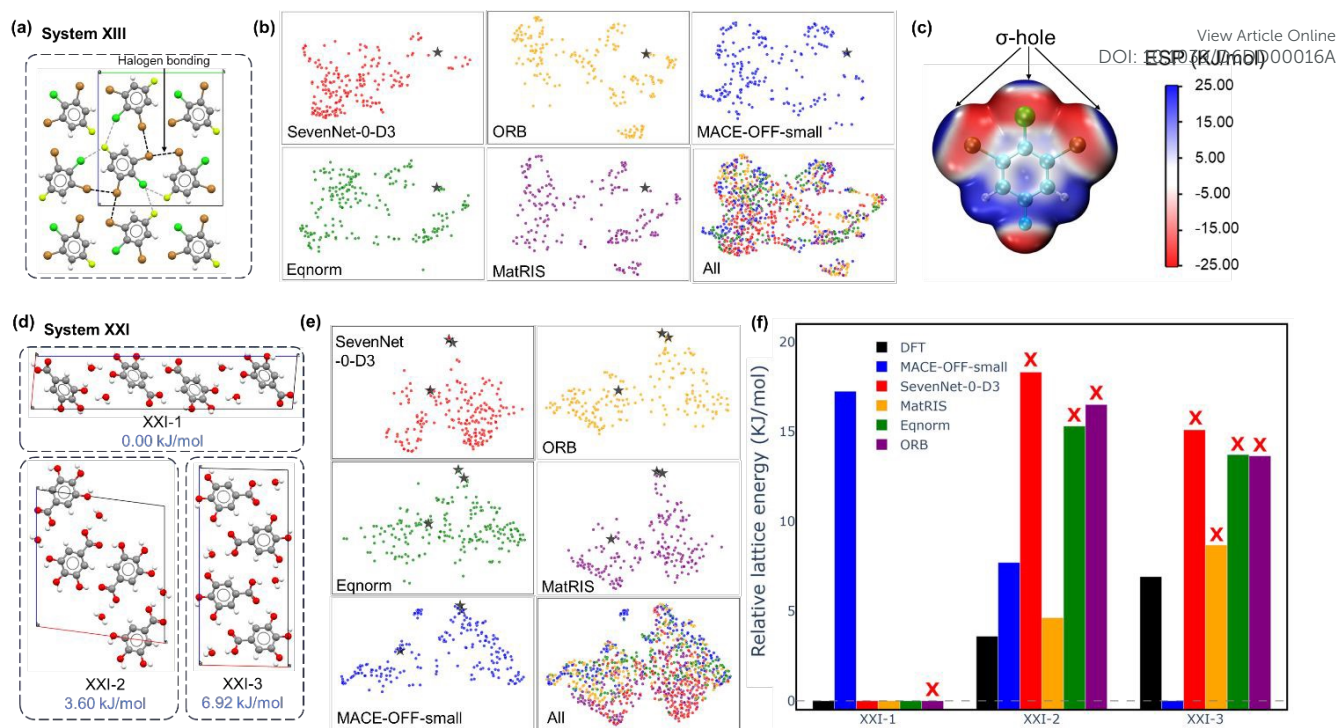 (a) System XIII
Halogen bonding
(b)
SevenNet-0-D3
ORB
MACE-OFF-small
Eqnorm
MatRIS
All
(c)
σ-hole
View Article Online
ESP (KJ/mol)
25.00
15.00
5.00
-5.00
-15.00
-25.00
(d) System XXI
XXI-1
0.00 kJ/mol
XXI-2
3.60 kJ/mol
XXI-3
6.92 kJ/mol
(e)
SevenNet
-0-D3
ORB
Eqnorm
MatRIS
MACE-OFF-small
All
(f)
Relative lattice energy (KJ/mol)
20
15
10
5
0
DFT
MACE-OFF-small
SevenNet-0-D3
MatRIS
Eqnorm
ORB
X
X
X
X
X
X
X
X
XXI-1
XXI-2
XXI-3